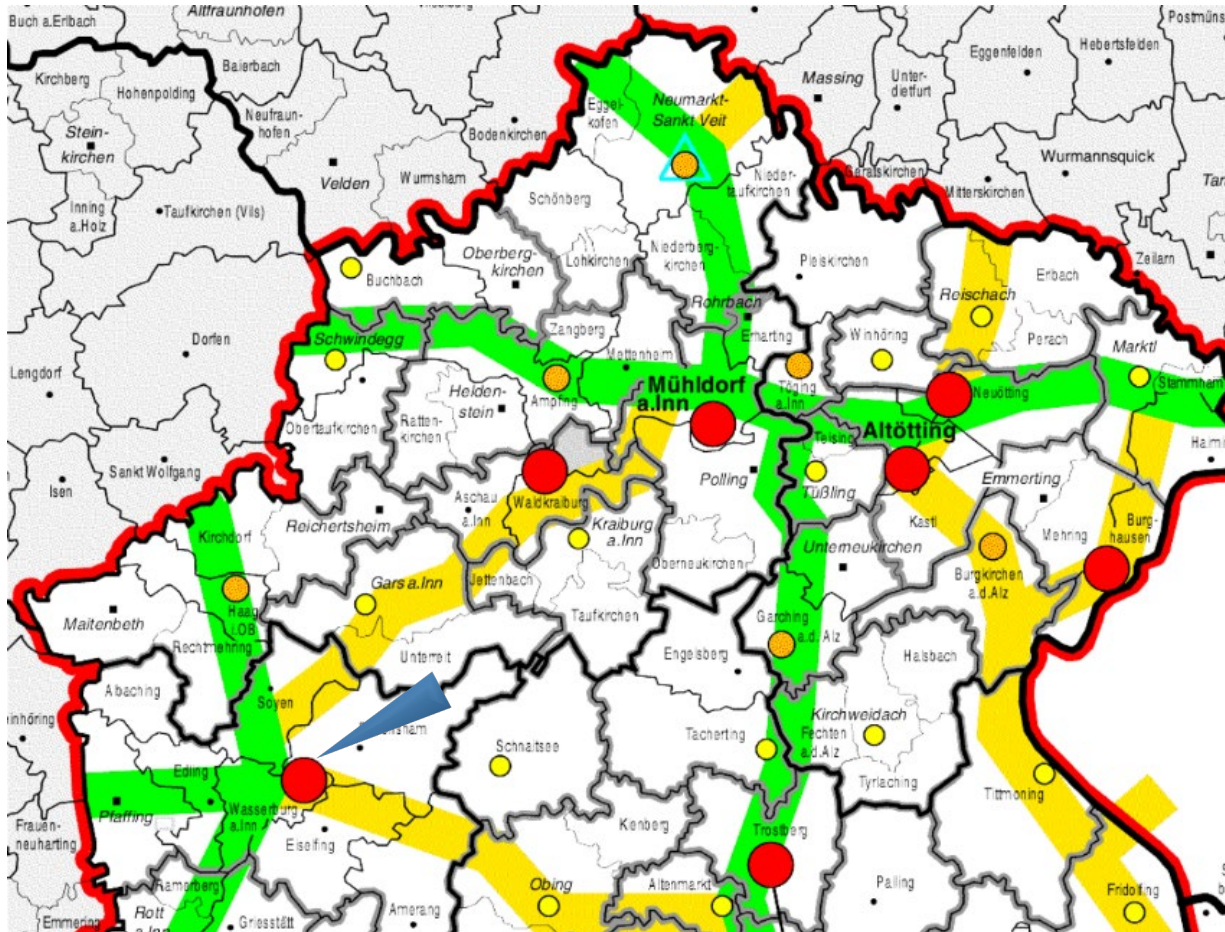 Buch a.Erlbach
Altfraunhofen
Postmüns
Kirchberg
Baierbach
Hohenpolding
Eggenfelden
Hebertsfelden
Massing
Unter-
dietfurt
Stein-
kirchen
Neufraun-
hofen
Bodenkirchen
Eggel-
kofen
Neumarkt-
Sankt Veit
Velden
Wurmsham
Wurmannsquick
Geratskirchen
Mitterskirchen
Nieder-
taufkirchen
Inning
a.Holz
Taufkirchen (Vils)
Schönberg
Oberberg-
kirchen
Lohkirchen
Niederberg-
kirchen
Pleiskirchen
Erbach
Zeilarn
Buchbach
Reischach
Rohrbach
Erharting
Winhöring
Perach
Marktl
Dorfen
Schwindegg
Zangberg
Mettenheim
Lengdorf
Stammham
Mühldorf
a.Inn
Töging
a.Inn
Neuötting
Helden-
stein
Ampfing
Ratten-
kirchen
Obertaufkirchen
Teising
Altötting
Sankt Wolfgang
Isen
Polling
Tüßling
Emmerting
Aschau
a.Inn
Waldkraiburg
Reichertsheim
Kraiburg
a.Inn
Kastl
Mehring
Burg-
hausen
Kirchdorf
Unterneukirchen
Oberneukirchen
Burgkirchen
a.d.Alz
Gars a.Inn
Jettenbach
Haag
i.OB
Maitenbeth
Rechtmehring
Taufkirchen
Garching
a.d. Alz
Unterreit
Engelsberg
Halsbach
Albaching
Soyen
Kirchweidach
Schnaitsee
Tacherting
Fechten
a.d.Alz
Edling
Tyrlaching
Tittmoning
Pfaffing
Wasserburg
a.Inn
Frauen-
neuharting
Eiselfing
Kienberg
Trostberg
Ramerberg
Obing
Altenmarkt
Palling
Fridolfing
Emmering
Rott
a.Inn
Griesstätt
Amerang